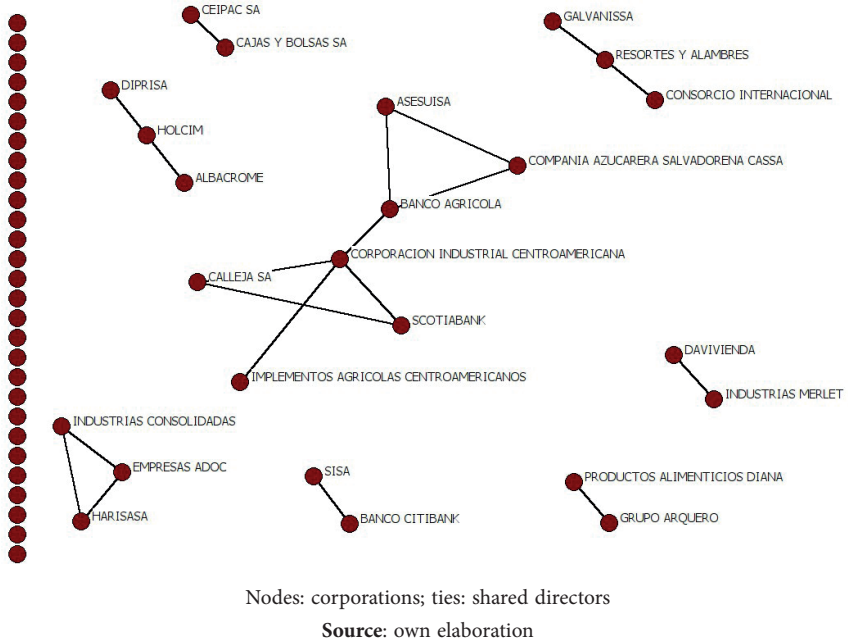 CEIPAC SA
GALVANISSA
CAJAS Y BOLSAS SA
RESORTES Y ALAMBRES
DIPRISA
CONSORCIO INTERNACIONAL
ASESUISA
HOLCIM
COMPANIA AZUCARERA SALVADORENA CASSA
ALBACROME
BANCO AGRICOLA
CORPORACION INDUSTRIAL CENTROAMERICANA
CALLEJA SA
SCOTIABANK
DAVIVIENDA
IMPLEMENTOS AGRICOLAS CENTROAMERICANOS
INDUSTRIAS MERLET
INDUSTRIAS CONSOLIDADAS
EMPRESAS ADOC
SISA
PRODUCTOS ALIMENTICIOS DIANA
HARISASA
BANCO CITIBANK
GRUPO ARQUERO
Nodes: corporations; ties: shared directors
Source: own elaboration